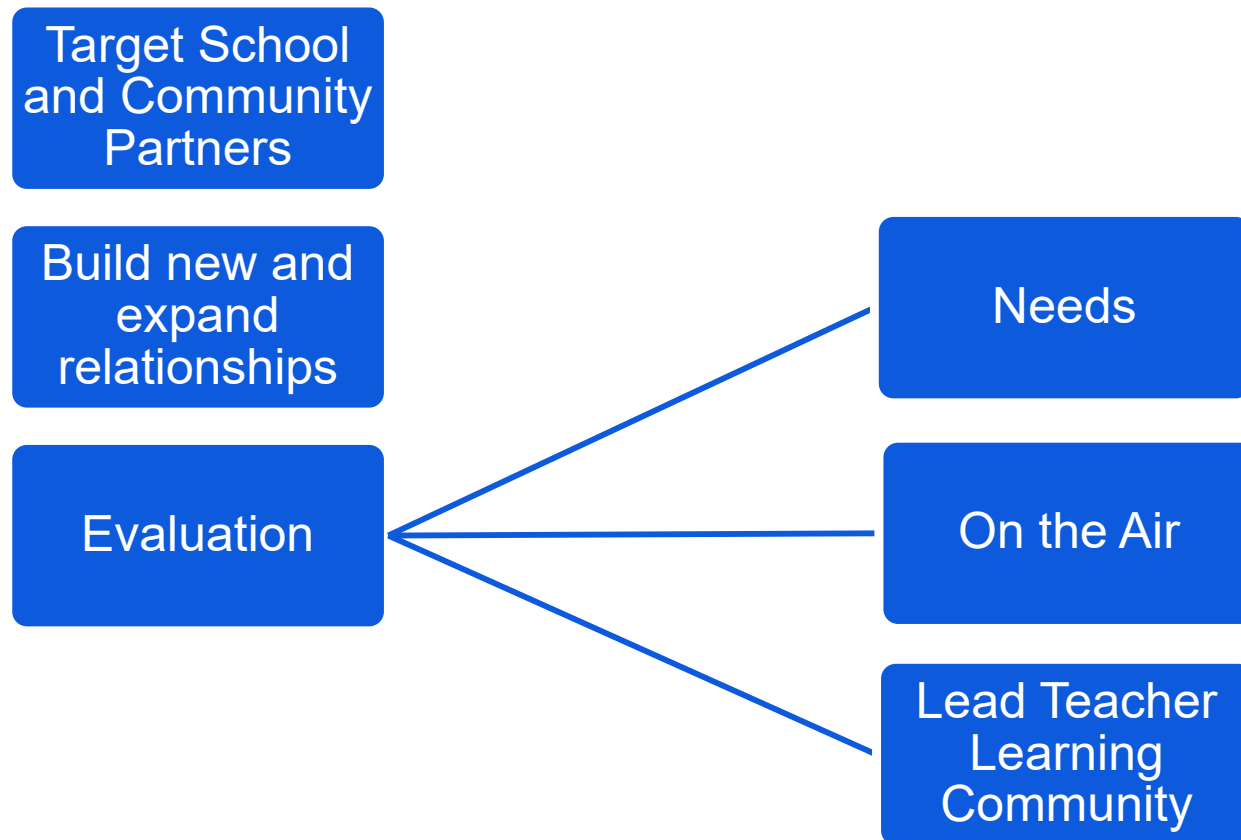 Target School
and Community
Partners
Build new and
expand
relationships
Evaluation
Needs
On the Air
Lead Teacher
Learning
Community